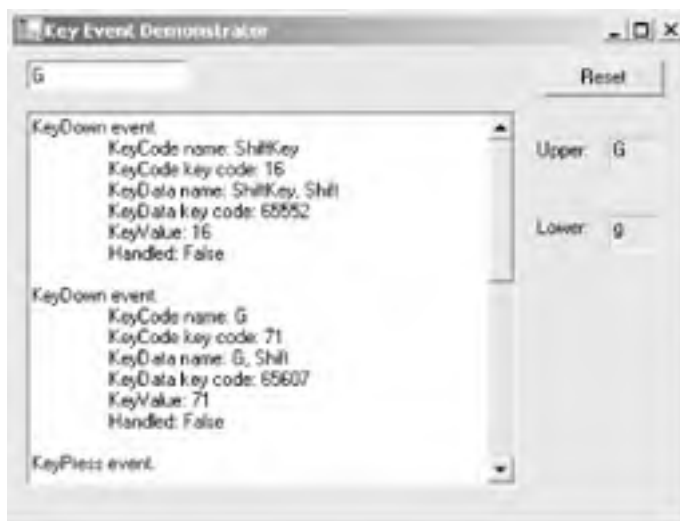 Key Event Demonstrator
G
Reset
KeyDown event
KeyCode name: ShiftKey
KeyCode key code: 16
KeyData name: ShiftKey, Shift
KeyData key code: 65552
KeyValue: 16
Handled: False
Upper: G
Lower: g
KeyDown event
KeyCode name: G
KeyCode key code: 71
KeyData name: G, Shift
KeyData key code: 65607
KeyValue: 71
Handled: False
KeyPress event.